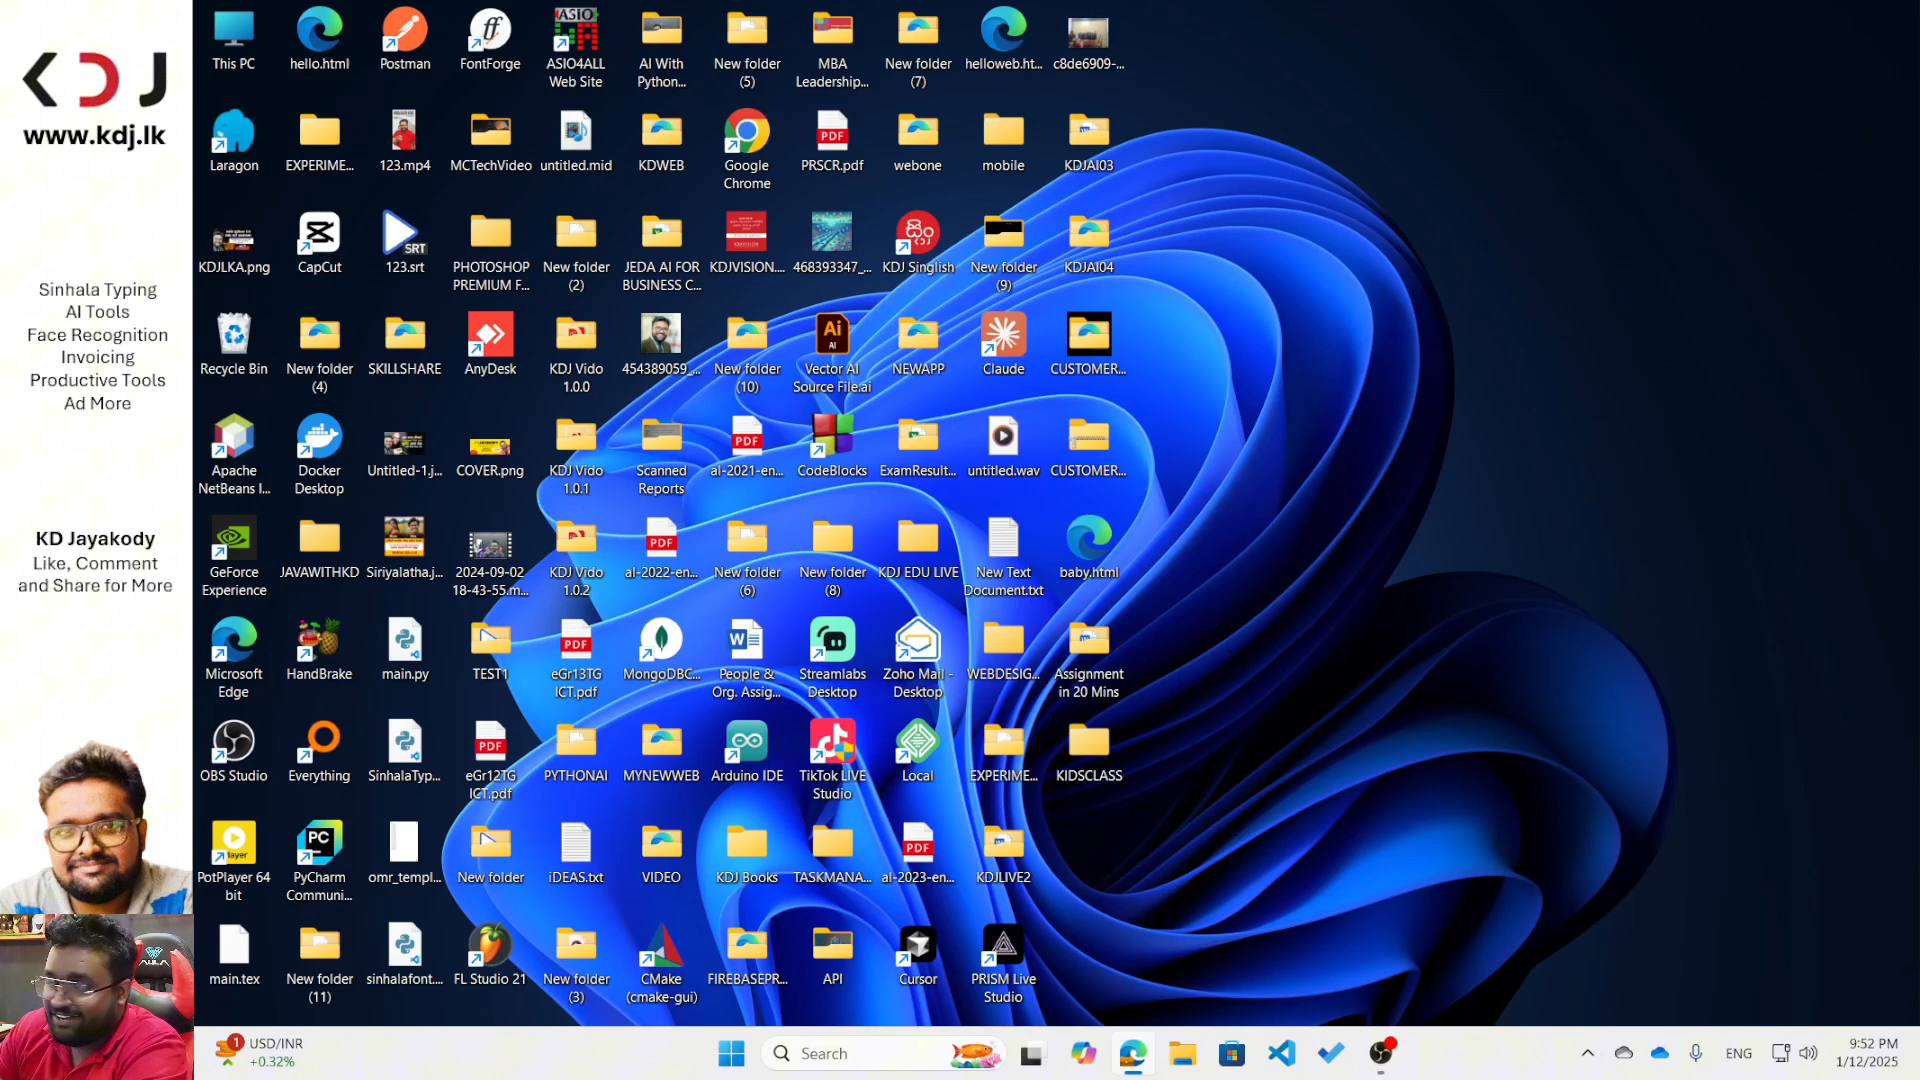 KDJ
www.kdj.lk
Sinhala Typing
AI Tools
Face Recognition
Invoicing
Productive Tools
Ad More
KD Jayakody
Like, Comment
and Share for More
This PC
hello.html
Postman
FontForge
ASIO4ALL
Web Site
AI With
Python...
New folder
(5)
MBA
Leadership...
New folder
(7)
helloweb.ht...
c8de6909-...
Laragon
EXPERIME...
123.mp4
MCTechVideo
untitled.mid
KDWEB
Google
Chrome
PRSCR.pdf
webone
mobile
KDJAI03
KDJLKA.png
CapCut
123.srt
PHOTOSHOP
PREMIUM F...
New folder
(2)
JEDA AI FOR
BUSINESS C...
KDJVISION....
468393347_...
KDJ Singlish
New folder
(9)
KDJAI04
Recycle Bin
New folder
(4)
SKILLSHARE
AnyDesk
KDJ Vido
1.0.0
454389059_...
New folder
(10)
Vector AI
Source File.ai
NEWAPP
Claude
CUSTOMER...
Apache
NetBeans I...
Docker
Desktop
Untitled-1.j...
COVER.png
KDJ Vido
1.0.1
Scanned
Reports
al-2021-en...
CodeBlocks
ExamResult...
untitled.wav
CUSTOMER...
GeForce
Experience
JAVAWITHKD
Siriyalatha.j...
2024-09-02
18-43-55.m...
KDJ Vido
1.0.2
al-2022-en...
New folder
(6)
New folder
(8)
KDJ EDU LIVE
New Text
Document.txt
baby.html
Microsoft
Edge
HandBrake
main.py
TEST1
eGr13TG
ICT.pdf
MongoDBC...
People &
Org. Assig...
Streamlabs
Desktop
Zoho Mail -
Desktop
WEBDESIG...
Assignment
in 20 Mins
OBS Studio
Everything
SinhalaTyp...
eGr12TG
ICT.pdf
PYTHONAI
MYNEWWEB
Arduino IDE
TikTok LIVE
Studio
Local
EXPERIME...
KIDSCLASS
PotPlayer 64
bit
PyCharm
Communi...
omr_templ...
New folder
iDEAS.txt
VIDEO
KDJ Books
TASKMANA...
al-2023-en...
KDJLIVE2
main.tex
New folder
(11)
sinhalafont....
FL Studio 21
New folder
(3)
CMake
(cmake-gui)
FIREBASEPR...
API
Cursor
PRISM Live
Studio
1
USD/INR
+0.32%
Search
ENG
9:52 PM
1/12/2025